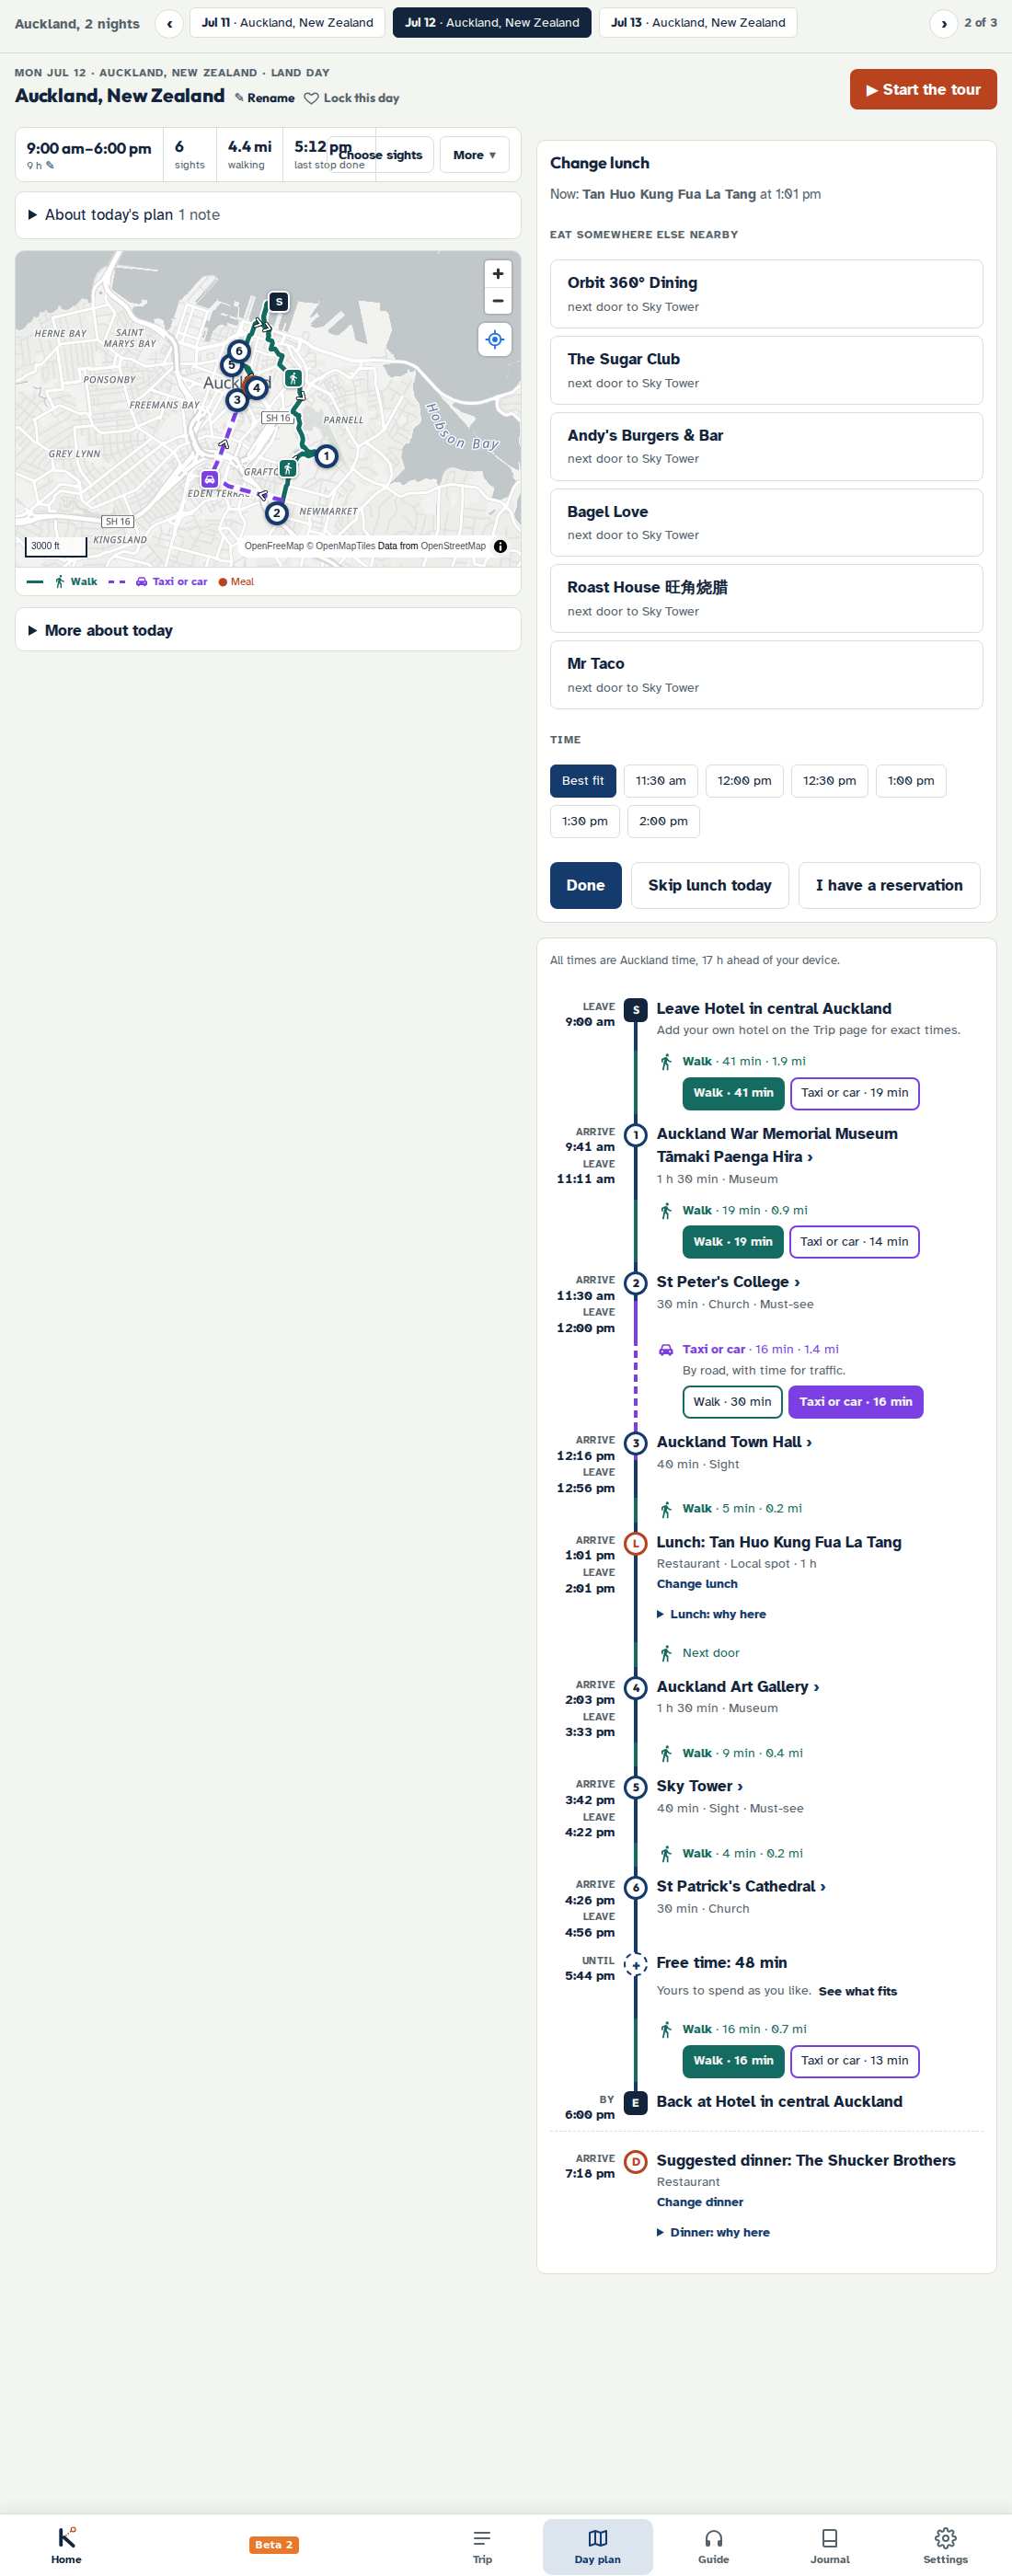 Auckland, 2 nights
‹
Jul 11 · Auckland, New Zealand
Jul 12 · Auckland, New Zealand
Jul 13 · Auckland, New Zealand
›
2 of 3
MON JUL 12 · AUCKLAND, NEW ZEALAND · LAND DAY
Auckland, New Zealand ✎ Rename ♡ Lock this day
▶ Start the tour
9:00 am–6:00 pm
9 h ✎
6
sights
4.4 mi
walking
5:12 pm
last stop done
Choose sights
More ▾
▶ About today's plan 1 note
HERNE BAY
SAINT
MARYS BAY
PONSONBY
FREEMANS BAY
GREY LYNN
SH 16
PARNELL
Hobson Bay
NEWMARKET
SH 16
KINGSLAND
S
6
5
4
3
1
2
+
−
3000 ft
OpenFreeMap © OpenMapTiles Data from OpenStreetMap
Walk
Taxi or car
Meal
▶ More about today
Change lunch
Now: Tan Huo Kung Fua La Tang at 1:01 pm
EAT SOMEWHERE ELSE NEARBY
Orbit 360° Dining
next door to Sky Tower
The Sugar Club
next door to Sky Tower
Andy's Burgers & Bar
next door to Sky Tower
Bagel Love
next door to Sky Tower
Roast House 旺角烧腊
next door to Sky Tower
Mr Taco
next door to Sky Tower
TIME
Best fit
11:30 am
12:00 pm
12:30 pm
1:00 pm
1:30 pm
2:00 pm
Done
Skip lunch today
I have a reservation
All times are Auckland time, 17 h ahead of your device.
LEAVE
9:00 am
S
Leave Hotel in central Auckland
Add your own hotel on the Trip page for exact times.
Walk · 41 min · 1.9 mi
Walk · 41 min
Taxi or car · 19 min
ARRIVE
9:41 am
LEAVE
11:11 am
1
Auckland War Memorial Museum
Tāmaki Paenga Hira ›
1 h 30 min · Museum
Walk · 19 min · 0.9 mi
Walk · 19 min
Taxi or car · 14 min
ARRIVE
11:30 am
LEAVE
12:00 pm
2
St Peter's College ›
30 min · Church · Must-see
Taxi or car · 16 min · 1.4 mi
By road, with time for traffic.
Walk · 30 min
Taxi or car · 16 min
ARRIVE
12:16 pm
LEAVE
12:56 pm
3
Auckland Town Hall ›
40 min · Sight
Walk · 5 min · 0.2 mi
ARRIVE
1:01 pm
LEAVE
2:01 pm
L
Lunch: Tan Huo Kung Fua La Tang
Restaurant · Local spot · 1 h
Change lunch
▶ Lunch: why here
Next door
ARRIVE
2:03 pm
LEAVE
3:33 pm
4
Auckland Art Gallery ›
1 h 30 min · Museum
Walk · 9 min · 0.4 mi
ARRIVE
3:42 pm
LEAVE
4:22 pm
5
Sky Tower ›
40 min · Sight · Must-see
Walk · 4 min · 0.2 mi
ARRIVE
4:26 pm
LEAVE
4:56 pm
6
St Patrick's Cathedral ›
30 min · Church
UNTIL
5:44 pm
+
Free time: 48 min
Yours to spend as you like. See what fits
Walk · 16 min · 0.7 mi
Walk · 16 min
Taxi or car · 13 min
BY
6:00 pm
E
Back at Hotel in central Auckland
ARRIVE
7:18 pm
D
Suggested dinner: The Shucker Brothers
Restaurant
Change dinner
▶ Dinner: why here
Home
Beta 2
Trip
Day plan
Guide
Journal
Settings